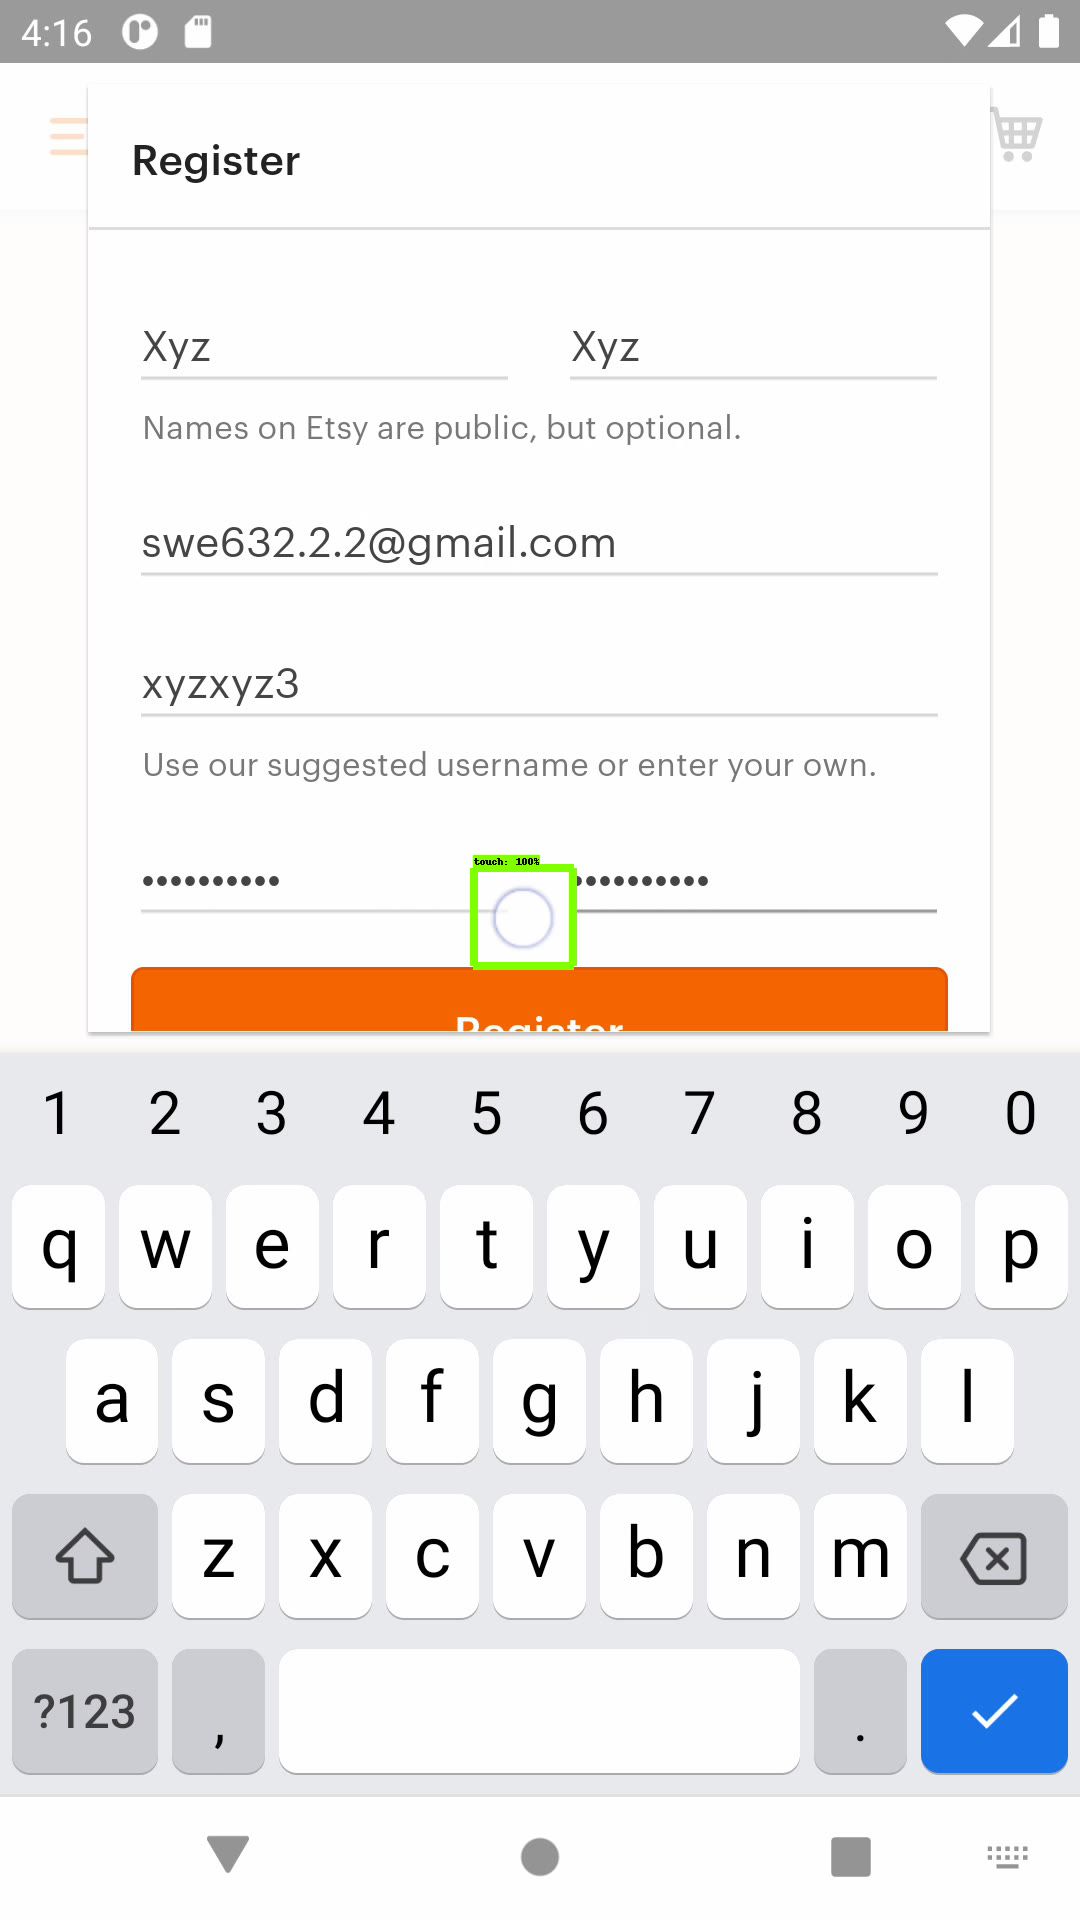 4:16
Register
Xyz Xyz
Names on Etsy are public, but optional.
swe632.2.2@gmail.com
xyzxyz3
Use our suggested username or enter your own.
touch: 100%
•••••••••• ••••••••••
Register
1 2 3 4 5 6 7 8 9 0
q w e r t y u i o p
a s d f g h j k l
z x c v b n m
?123 , .